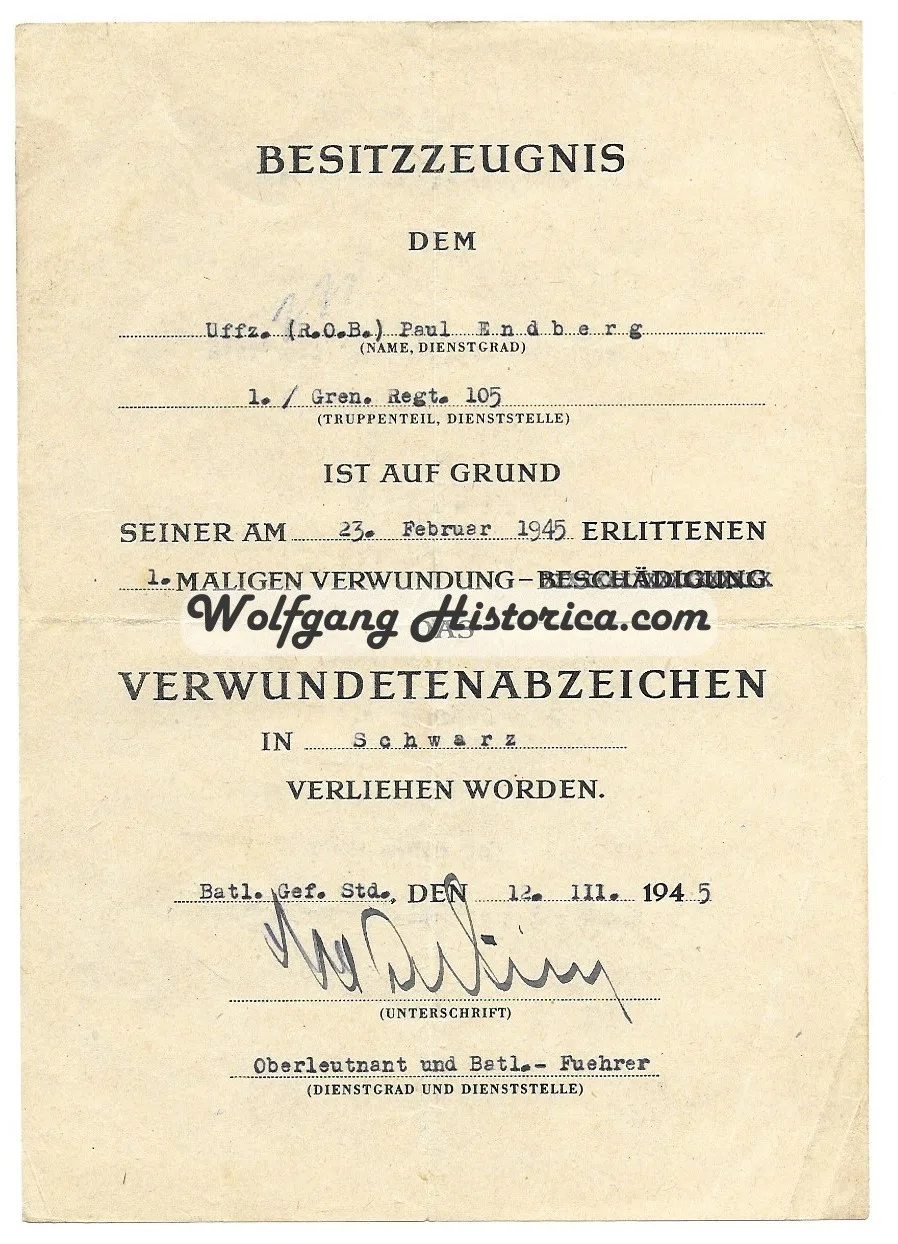 BESITZZEUGNIS
DEM
Uffz. (R.O.B.) Paul E n d b e r g
(NAME, DIENSTGRAD)
1. / Gren. Regt. 105
(TRUPPENTEIL, DIENSTSTELLE)
IST AUF GRUND
SEINER AM 23. Februar 1945 ERLITTENEN
1. MALIGEN VERWUNDUNG – BESCHÄDIGUNG
Wolfgang Historica.com
DAS
VERWUNDETENABZEICHEN
IN S c h w a r z
VERLIEHEN WORDEN.
Batl. Gef. Std., DEN 12. III. 1945
(UNTERSCHRIFT)
Oberleutnant und Batl.- Fuehrer
(DIENSTGRAD UND DIENSTSTELLE)